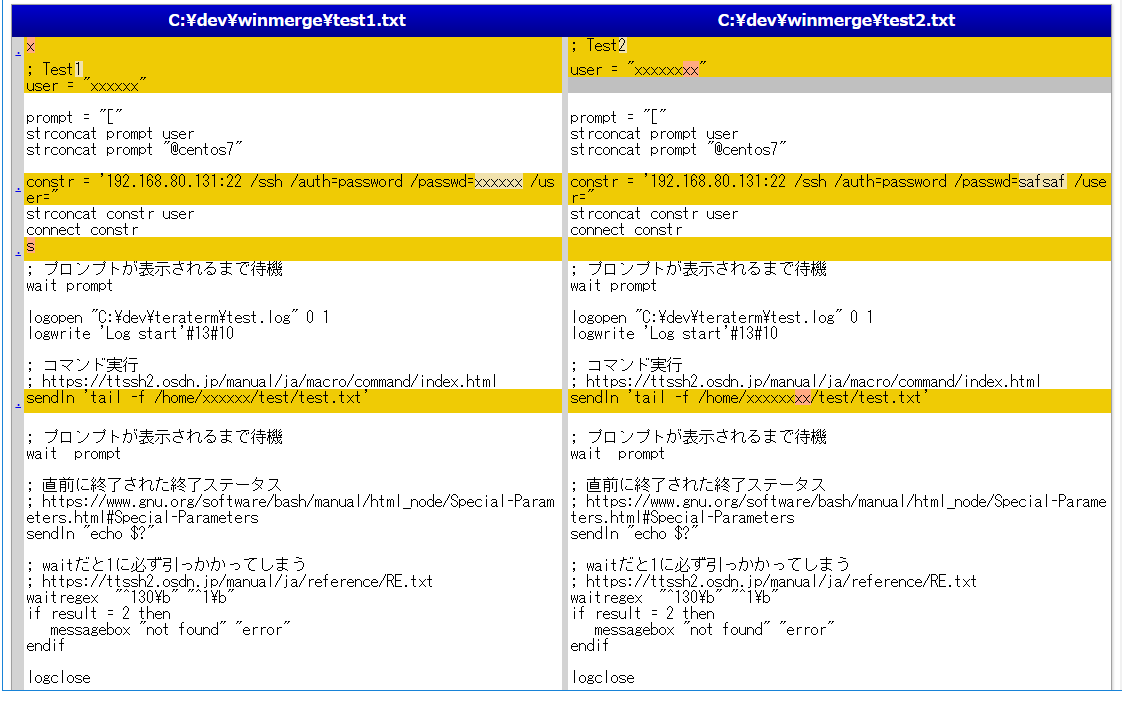 C:¥dev¥winmerge¥test1.txt
x
; Test1
user = "xxxxxx"
prompt = "["
strconcat prompt user
strconcat prompt "@centos7"
constr = '192.168.80.131:22 /ssh /auth=password /passwd=xxxxxx /us
er="
strconcat constr user
connect constr
s
; プロンプトが表示されるまで待機
wait prompt
logopen "C:¥dev¥teraterm¥test.log" 0 1
logwrite 'Log start'#13#10
; コマンド実行
; https://ttssh2.osdn.jp/manual/ja/macro/command/index.html
sendln 'tail -f /home/xxxxxx/test/test.txt'
; プロンプトが表示されるまで待機
wait  prompt
; 直前に終了された終了ステータス
; https://www.gnu.org/software/bash/manual/html_node/Special-Param
eters.html#Special-Parameters
sendln "echo $?"
; waitだと1に必ず引っかかってしまう
; https://ttssh2.osdn.jp/manual/ja/reference/RE.txt
waitregex  "^130¥b" "^1¥b"
if result = 2 then
messagebox "not found" "error"
endif
logclose
C:¥dev¥winmerge¥test2.txt
; Test2
user = "xxxxxxxx"
prompt = "["
strconcat prompt user
strconcat prompt "@centos7"
constr = '192.168.80.131:22 /ssh /auth=password /passwd=safsaf /use
r="
strconcat constr user
connect constr
; プロンプトが表示されるまで待機
wait prompt
logopen "C:¥dev¥teraterm¥test.log" 0 1
logwrite 'Log start'#13#10
; コマンド実行
; https://ttssh2.osdn.jp/manual/ja/macro/command/index.html
sendln 'tail -f /home/xxxxxxxx/test/test.txt'
; プロンプトが表示されるまで待機
wait  prompt
; 直前に終了された終了ステータス
; https://www.gnu.org/software/bash/manual/html_node/Special-Parame
ters.html#Special-Parameters
sendln "echo $?"
; waitだと1に必ず引っかかってしまう
; https://ttssh2.osdn.jp/manual/ja/reference/RE.txt
waitregex  "^130¥b" "^1¥b"
if result = 2 then
messagebox "not found" "error"
endif
logclose